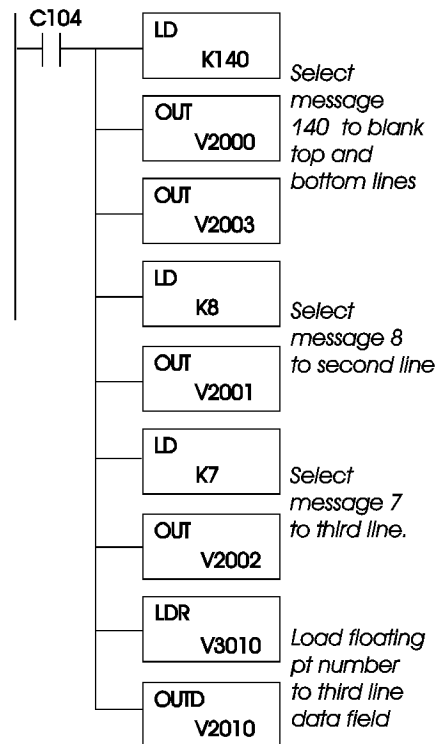 C104
LD
K140
Select
message
140 to blank
top and
bottom lines
OUT
V2000
OUT
V2003
LD
K8
Select
message 8
to second line
OUT
V2001
LD
K7
Select
message 7
to third line.
OUT
V2002
LDR
V3010
Load floating
pt number
to third line
data field
OUTD
V2010